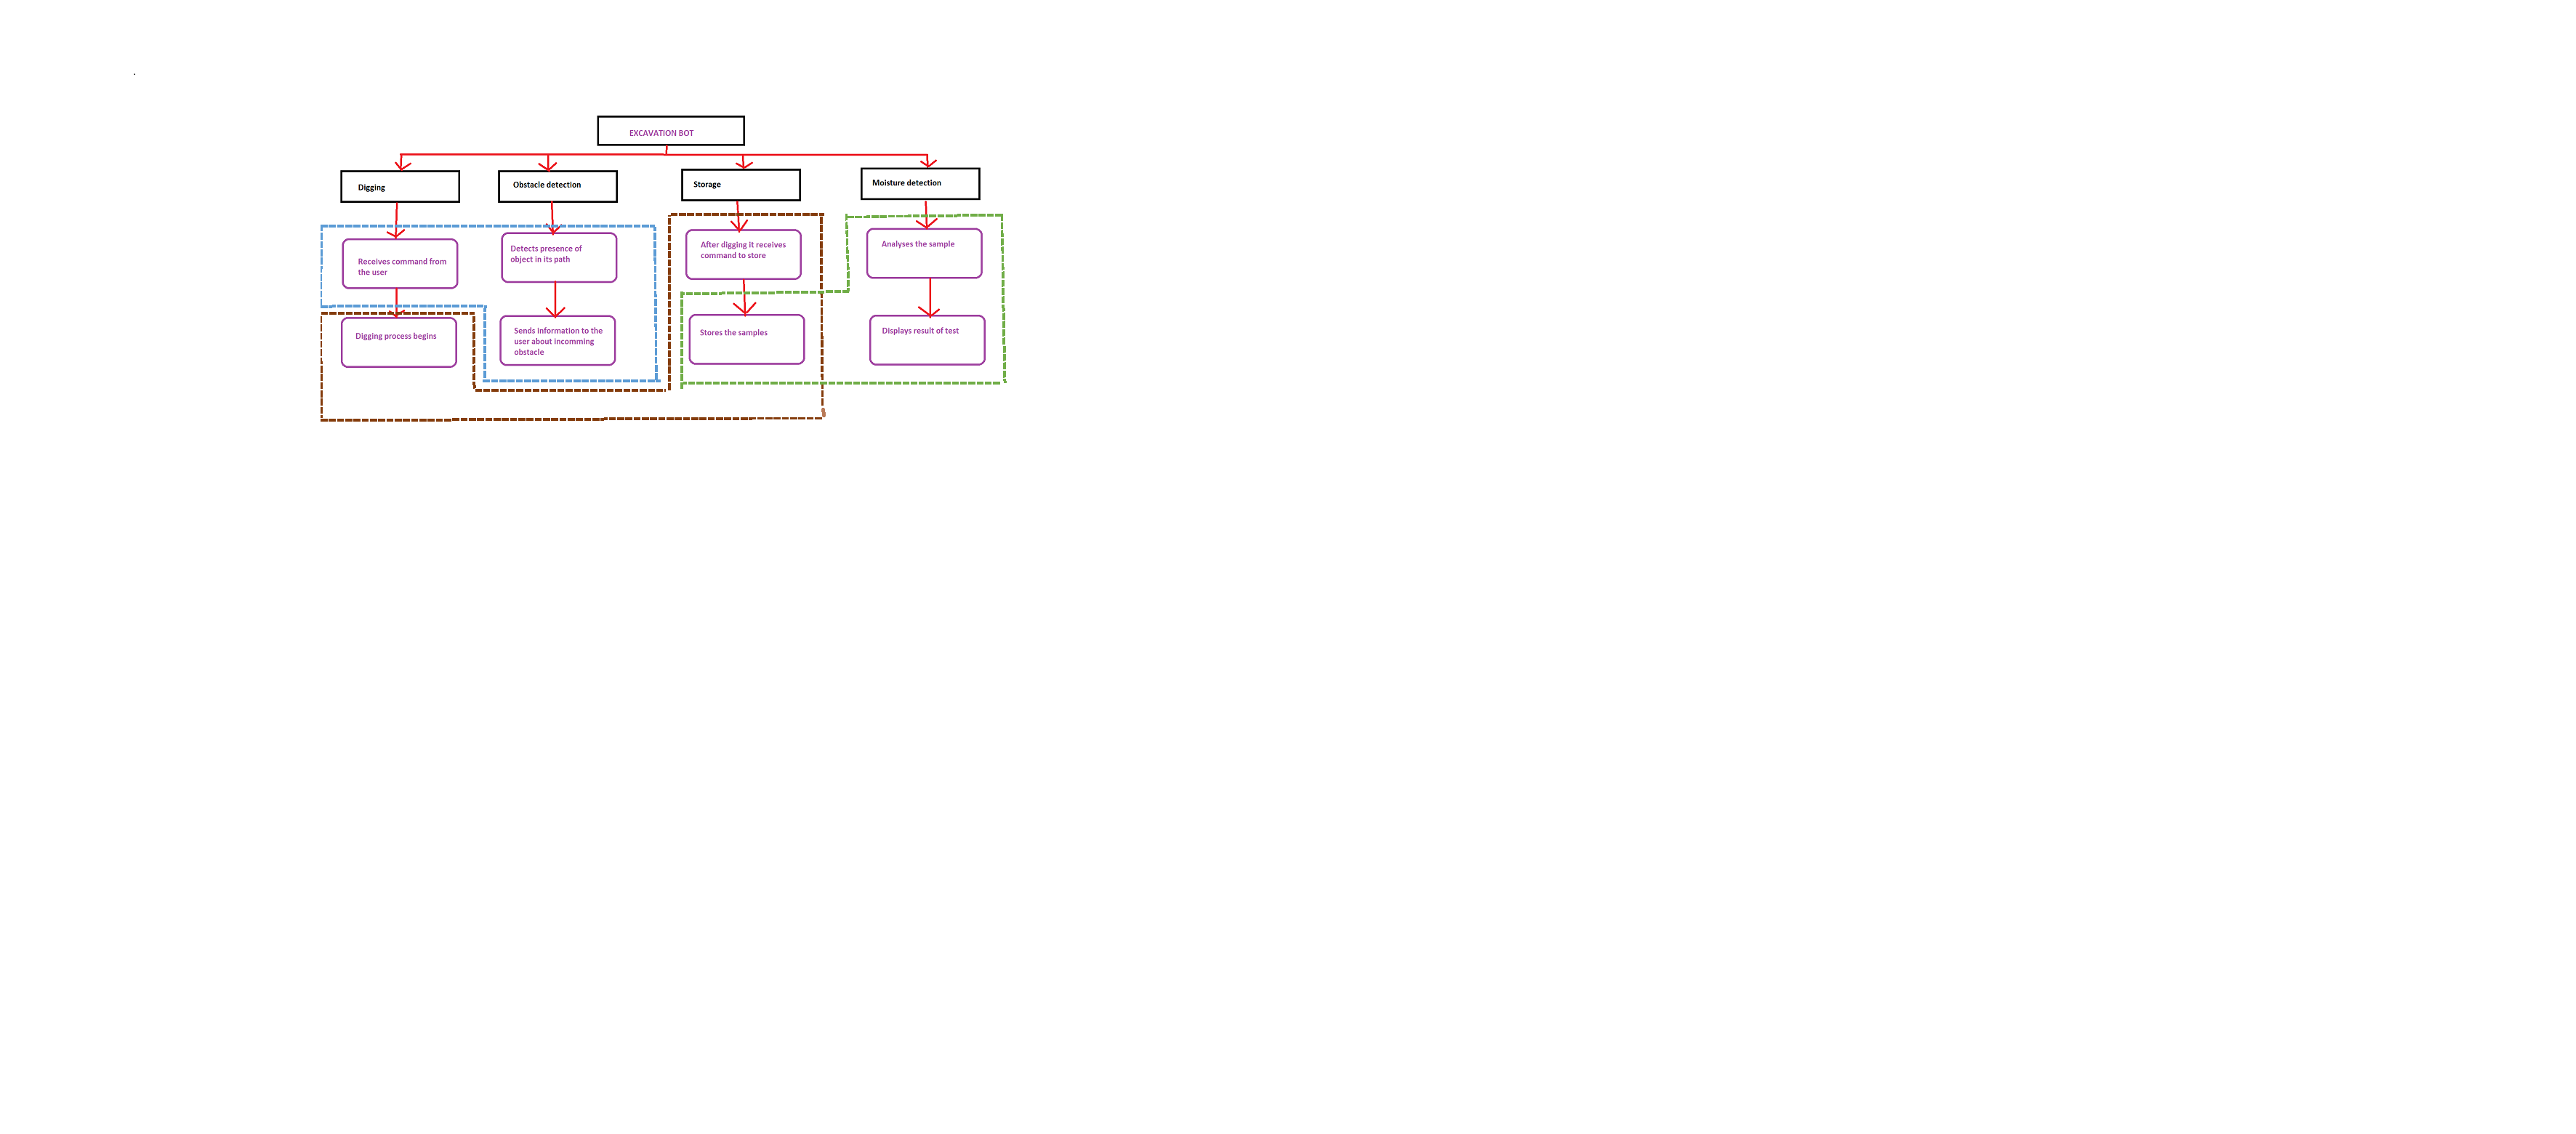 EXCAVATION BOT
Digging
Obstacle detection
Storage
Moisture detection
Receives command from
the user
Detects presence of
object in its path
After digging it receives
command to store
Analyses the sample
Digging process begins
Sends information to the
user about incomming
obstacle
Stores the samples
Displays result of test